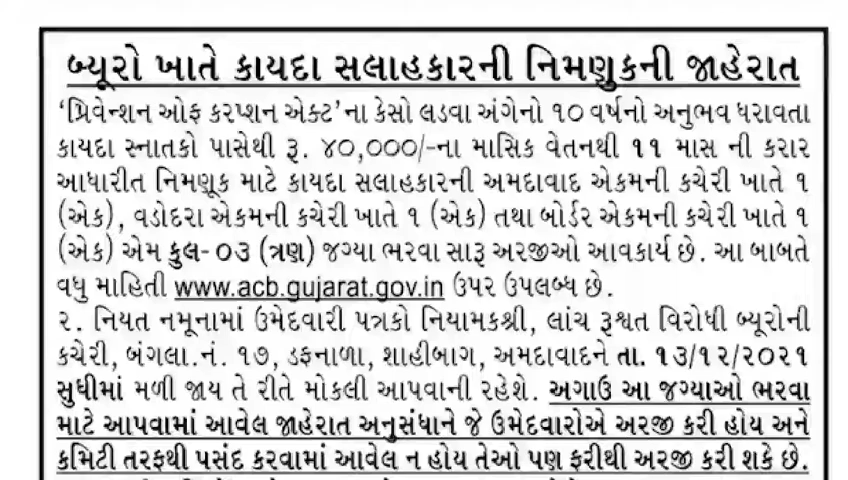 બ્યૂરો ખાતે કાયદા સલાહકારની નિમણુકની જાહેરાત
'પ્રિવેન્શન ઓફ કરપ્શન એક્ટ'ના કેસો લડવા અંગેનો ૧૦ વર્ષનો અનુભવ ધરાવતા
કાયદા સ્નાતકો પાસેથી રૂ. ૪૦,૦૦૦/-ના માસિક વેતનથી ૧૧ માસ ની કરાર
આધારીત નિમણૂક માટે કાયદા સલાહકારની અમદાવાદ એકમની કચેરી ખાતે ૧
(એક), વડોદરા એકમની કચેરી ખાતે ૧ (એક) તથા બોર્ડર એકમની કચેરી ખાતે ૧
(એક) એમ કુલ- ૦૩ (ત્રણ) જગ્યા ભરવા સારૂ અરજીઓ આવકાર્ય છે. આ બાબતે
વધુ માહિતી www.acb.gujarat.gov.in ઉપર ઉપલબ્ધ છે.
૨. નિયત નમૂનામાં ઉમેદવારી પત્રકો નિયામકશ્રી, લાંચ રૂશ્વત વિરોધી બ્યૂરોની
કચેરી, બંગલા.નં. ૧૭, ડફનાળા, શાહીબાગ, અમદાવાદને તા. ૧૩/૧૨/૨૦૨૧
સુધીમાં મળી જાય તે રીતે મોકલી આપવાની રહેશે. અગાઉ આ જગ્યાઓ ભરવા
માટે આપવામાં આવેલ જાહેરાત અનુસંધાને જે ઉમેદવારોએ અરજી કરી હોય અને
કમિટી તરફથી પસંદ કરવામાં આવેલ ન હોય તેઓ પણ ફરીથી અરજી કરી શકે છે.